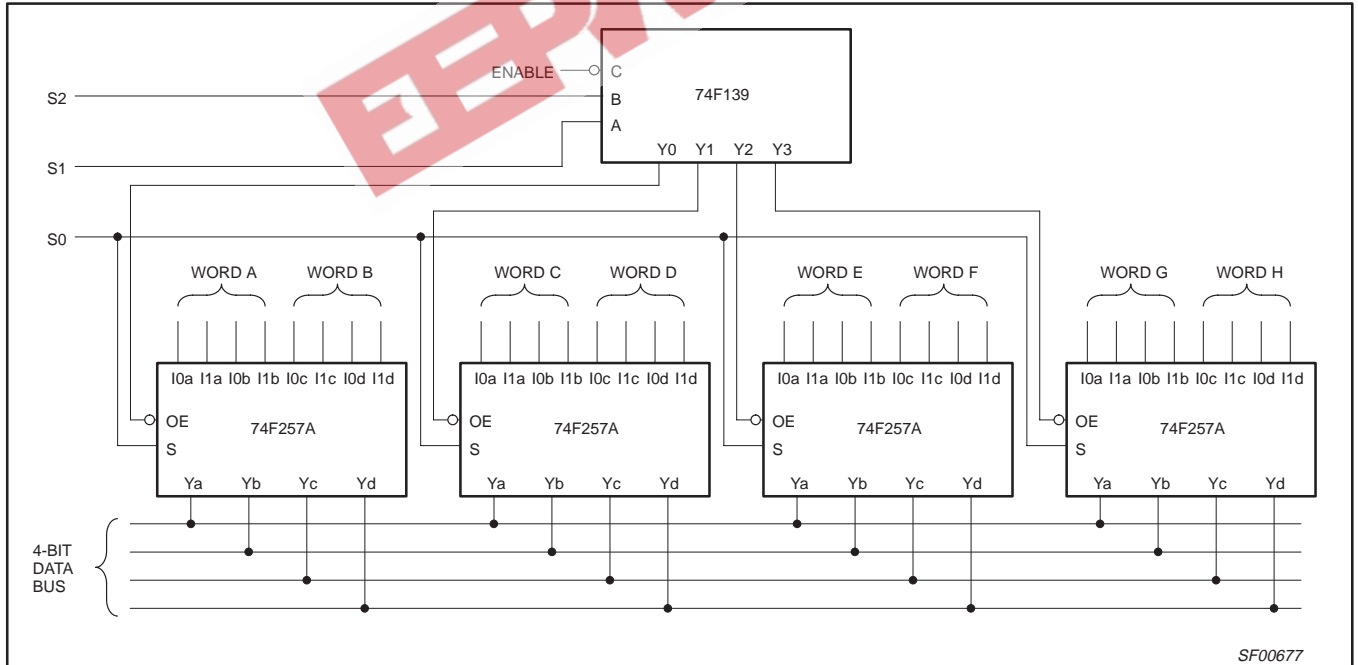 ENABLE C
S2 B 74F139
A
Y0 Y1 Y2 Y3
S1
S0
WORD A WORD B WORD C WORD D WORD E WORD F WORD G WORD H
I0a I1a I0b I1b I0c I1c I0d I1d I0a I1a I0b I1b I0c I1c I0d I1d I0a I1a I0b I1b I0c I1c I0d I1d I0a I1a I0b I1b I0c I1c I0d I1d
OE 74F257A OE 74F257A OE 74F257A OE 74F257A
S S S S
Ya Yb Yc Yd Ya Yb Yc Yd Ya Yb Yc Yd Ya Yb Yc Yd
4-BIT
DATA
BUS
SF00677